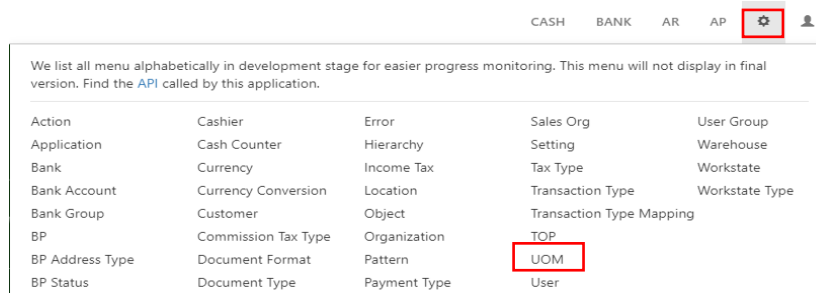 CASH BANK AR AP
We list all menu alphabetically in development stage for easier progress monitoring. This menu will not display in final
version. Find the API called by this application.
Action Cashier Error Sales Org User Group
Application Cash Counter Hierarchy Setting Warehouse
Bank Currency Income Tax Tax Type Workstate
Bank Account Currency Conversion Location Transaction Type Workstate Type
Bank Group Customer Object Transaction Type Mapping
BP Commission Tax Type Organization TOP
BP Address Type Document Format Pattern UOM
BP Status Document Type Payment Type User